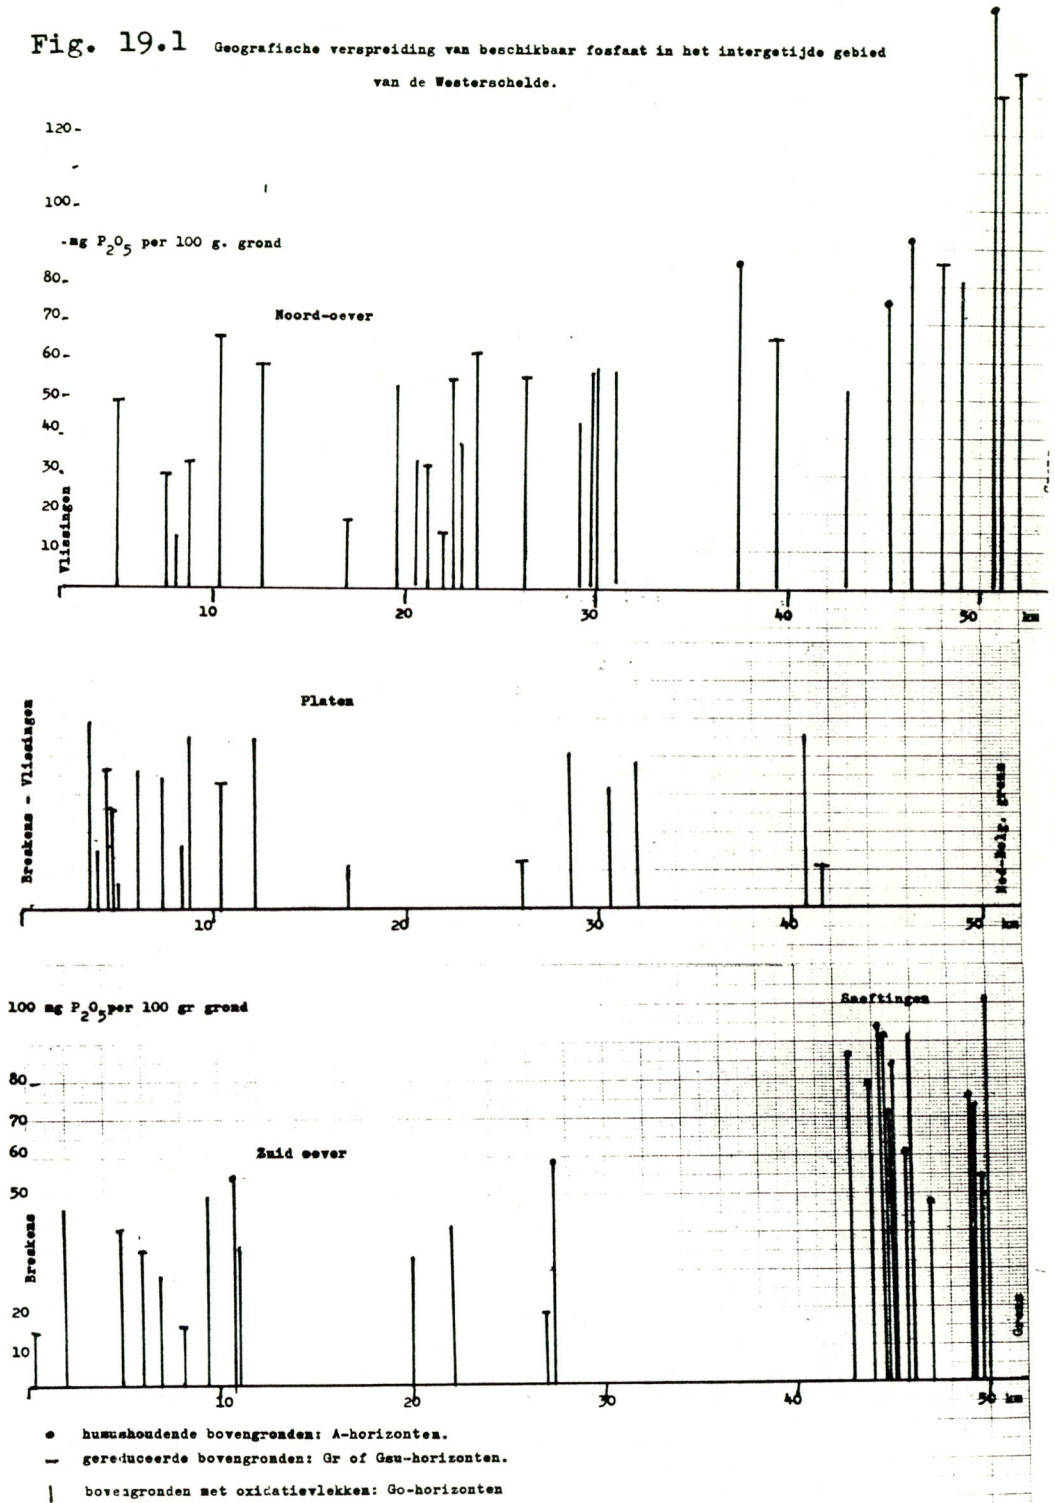 Fig. 19.1 Geografische verspreiding van beschikbaar fosfaat in het intergetijde gebied
van de Westerschelde.
120
100
mg P2O5 per 100 g. grond
80
70
Noord-oever
60
50
40
30
20
10
Vlissingen
10 20 30 40 50 km
Platen
Breskens - Vlissingen
Ned-Belg. grens
10 20 30 40 50 km
100 mg P2O5 per 100 gr grond
Saeftingen
80
70
60
Zuid oever
50
Breskens
20
10
Grens
10 20 30 40 50 km
● humushoudende bovengronden: A-horizonten.
— gereduceerde bovengronden: Gr of Gsu-horizonten.
| bovengronden met oxidatievlekken: Go-horizonten